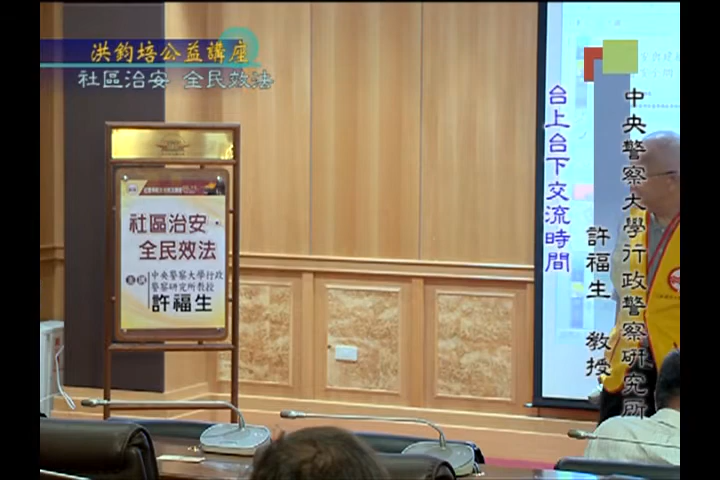 洪鈞培公益講座
社區治安 全民效法
中央警察大學行政警察研究所
許福生 教授
台上台下交流時間
社區治安
全民效法
主講
中央警察大學行政
警察研究所教授
許福生